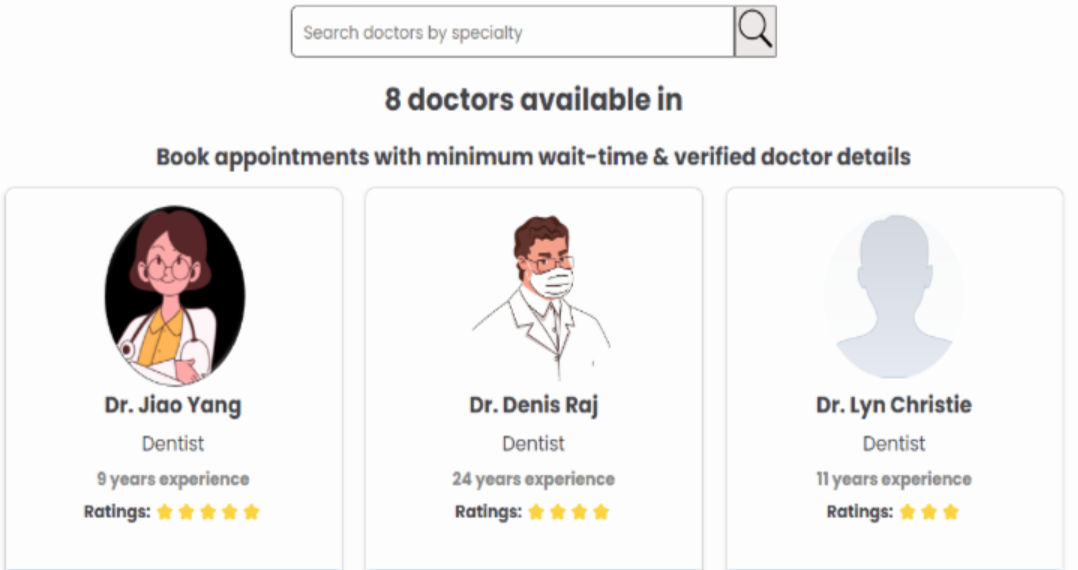 Search doctors by specialty
8 doctors available in
Book appointments with minimum wait-time & verified doctor details
Dr. Jiao Yang
Dentist
9 years experience
Ratings:
Dr. Denis Raj
Dentist
24 years experience
Ratings:
Dr. Lyn Christie
Dentist
11 years experience
Ratings: